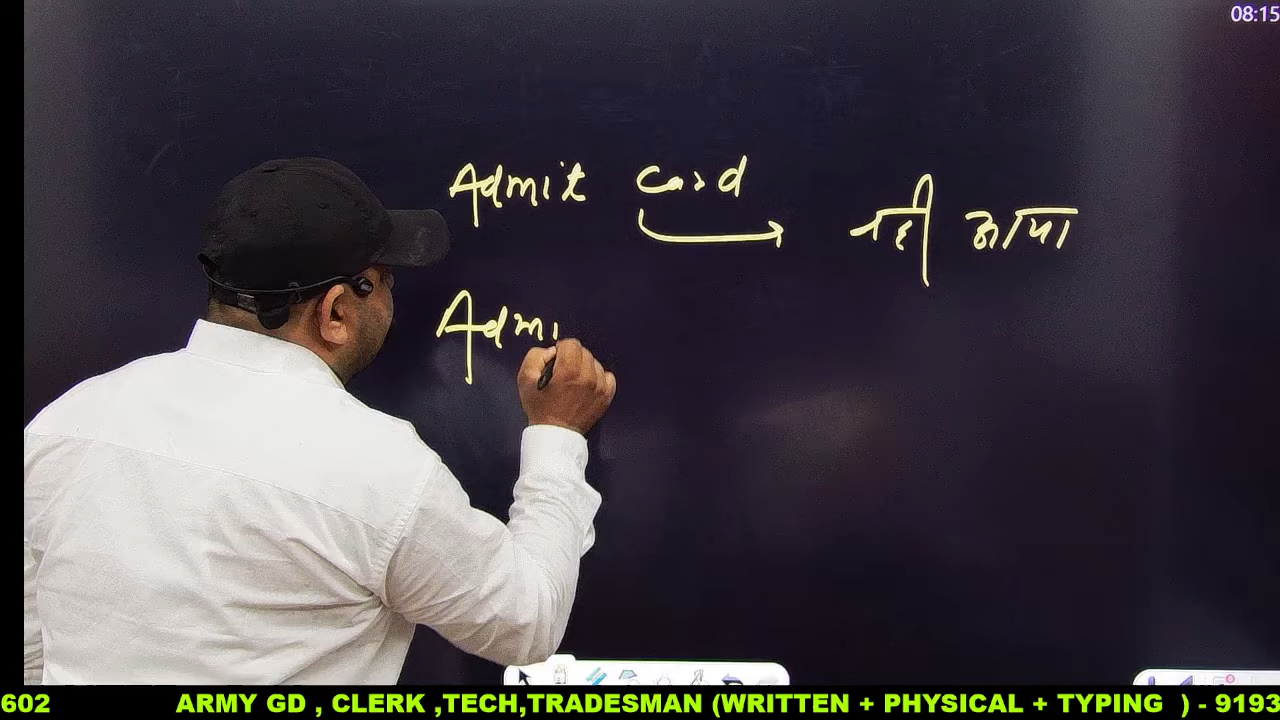 08:15
Admit Card
नही आया
Admi
602 ARMY GD , CLERK ,TECH,TRADESMAN (WRITTEN + PHYSICAL + TYPING ) - 9193